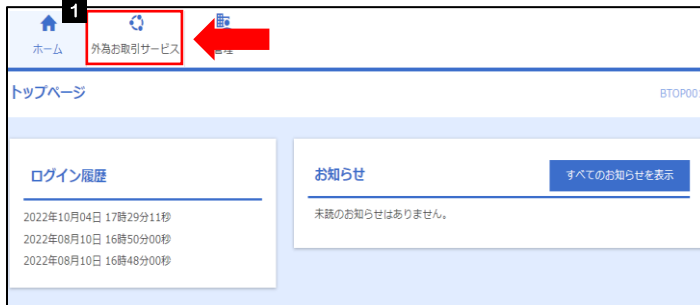 1
ホーム
外為お取引サービス
管理
トップページ
BTOP001
ログイン履歴
2022年10月04日 17時29分11秒
2022年08月10日 16時50分00秒
2022年08月10日 16時48分00秒
お知らせ
すべてのお知らせを表示
未読のお知らせはありません。